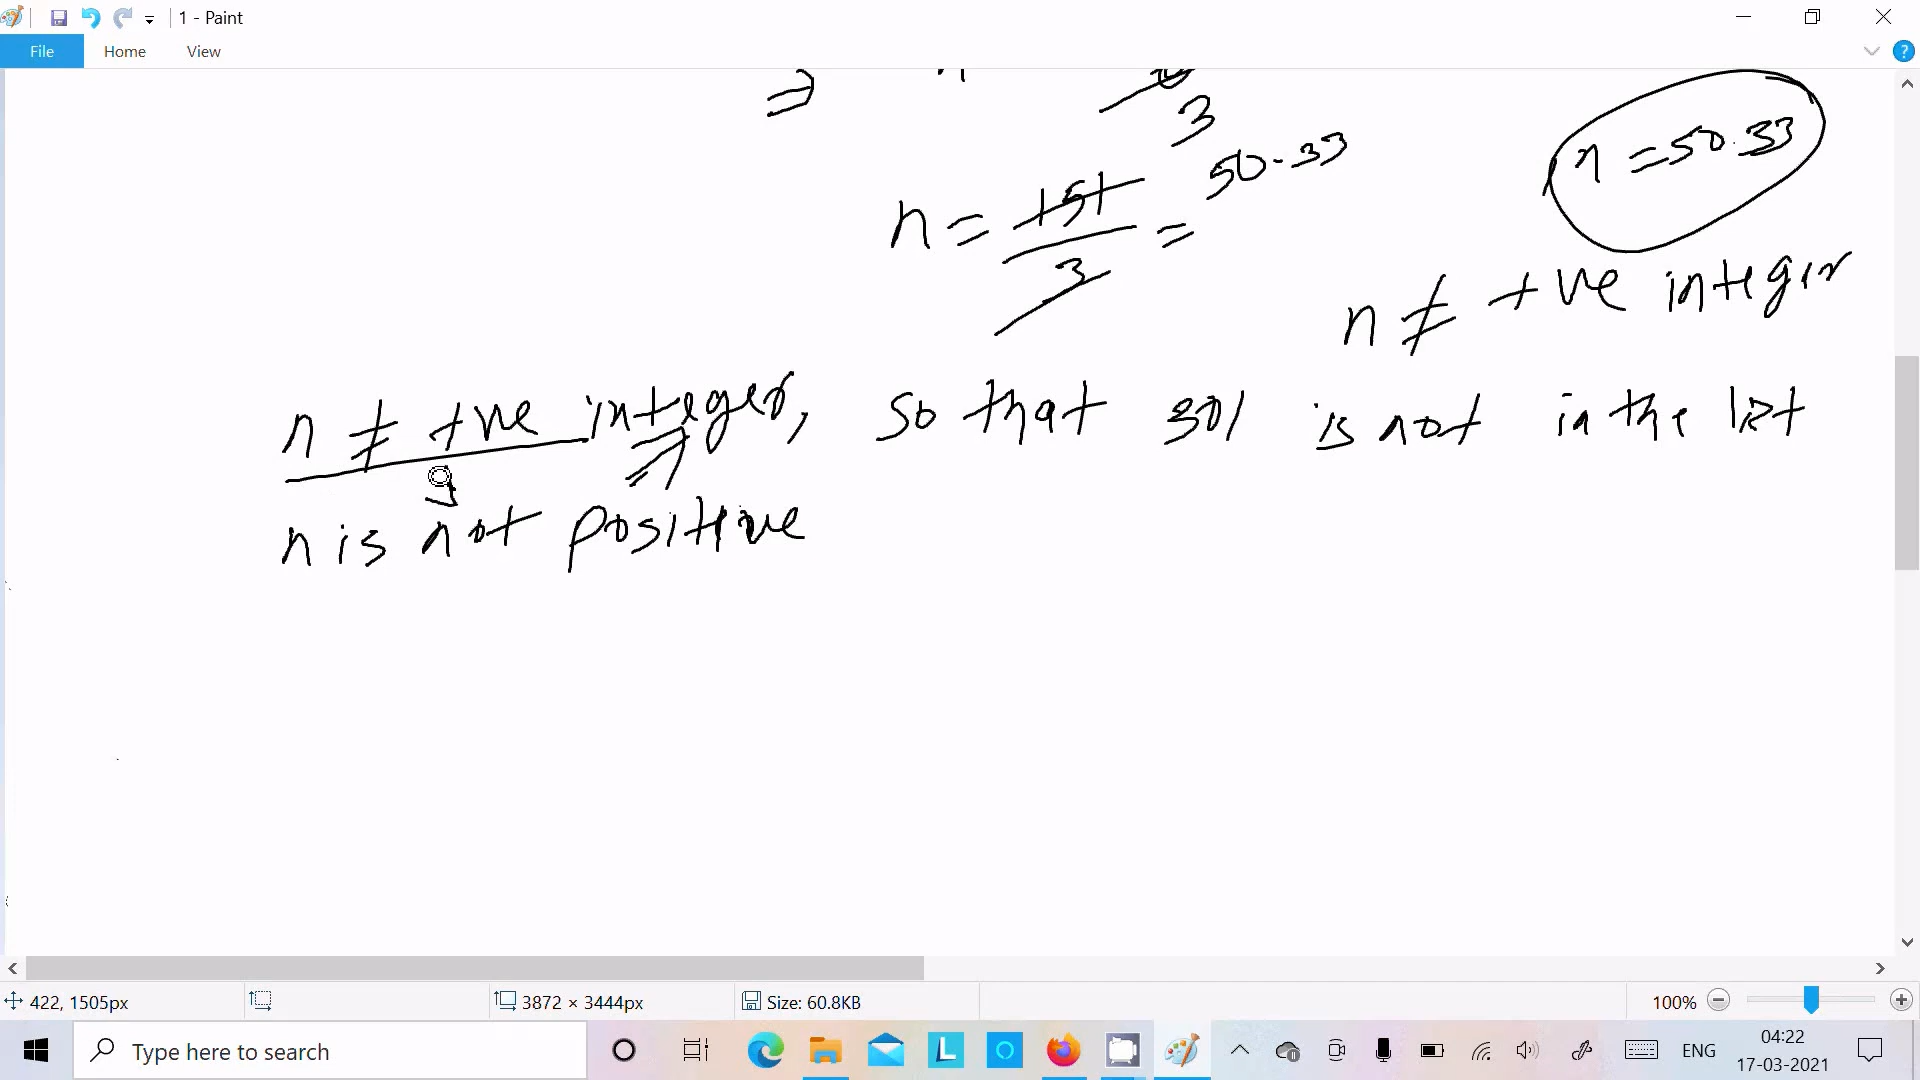 1 - Paint
File Home View
⇒ n
3
n = 151/3 = 50.33
n = 50.33
n ≠ +ve integer
n ≠ +ve integer, so that 301 is not in the list
n is not positive
422, 1505px 3872 × 3444px Size: 60.8KB 100%
Type here to search
ENG
04:22
17-03-2021